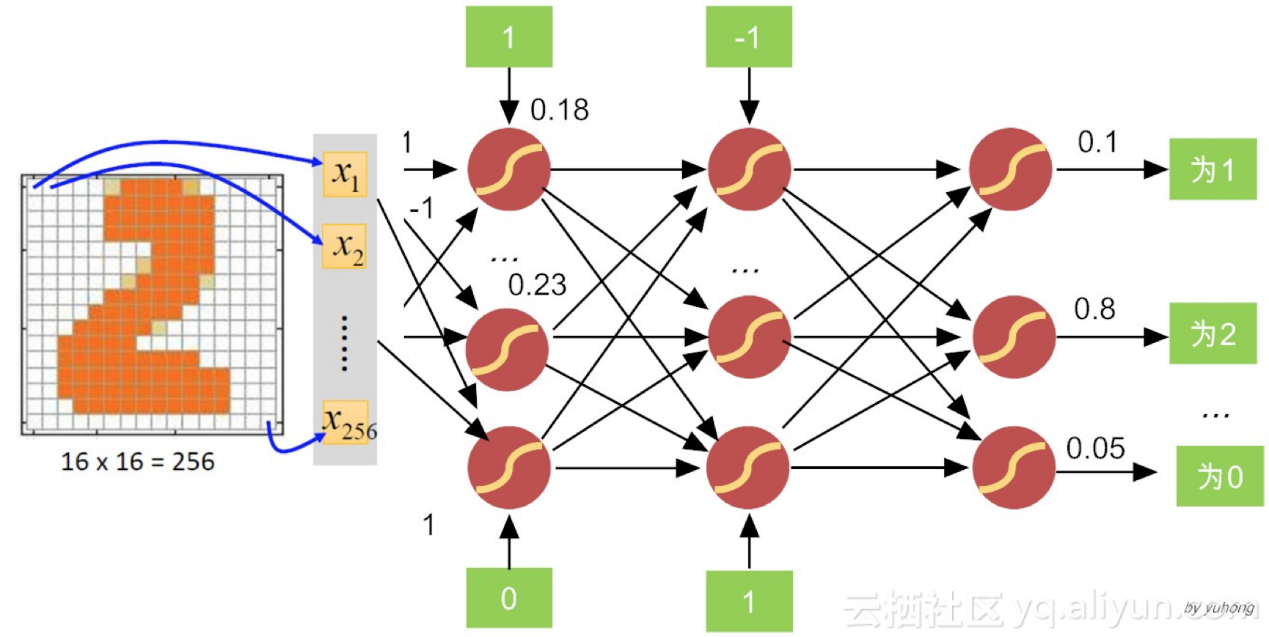 1
-1
0.18
1
0.1
为1
x1
-1
x2
...
...
0.23
0.8
为2
......
...
x256
0.05
为0
16 x 16 = 256
1
0
1
云栖社区 yq.aliyun.com
by yuhong